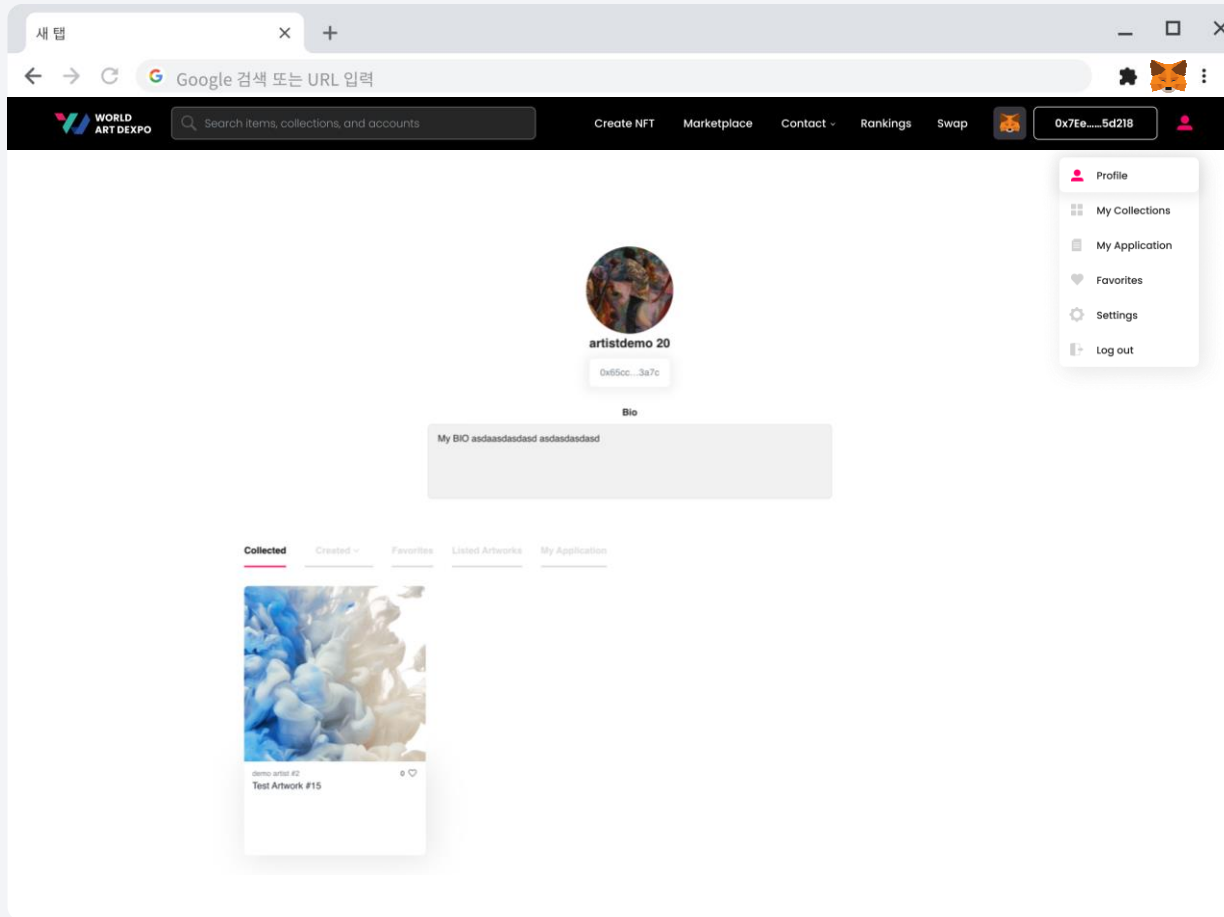 새 탭
Google 검색 또는 URL 입력
WORLD
ART DEXPO
Search items, collections, and accounts
Create NFT
Marketplace
Contact
Rankings
Swap
0x7Ee......5d218
Profile
My Collections
My Application
Favorites
Settings
Log out
artistdemo 20
0x65cc...3a7c
Bio
My BIO asdaasdasdasd asdasdasdasd
Collected
Created
Favorites
Listed Artworks
My Application
demo artist #2
0
Test Artwork #15